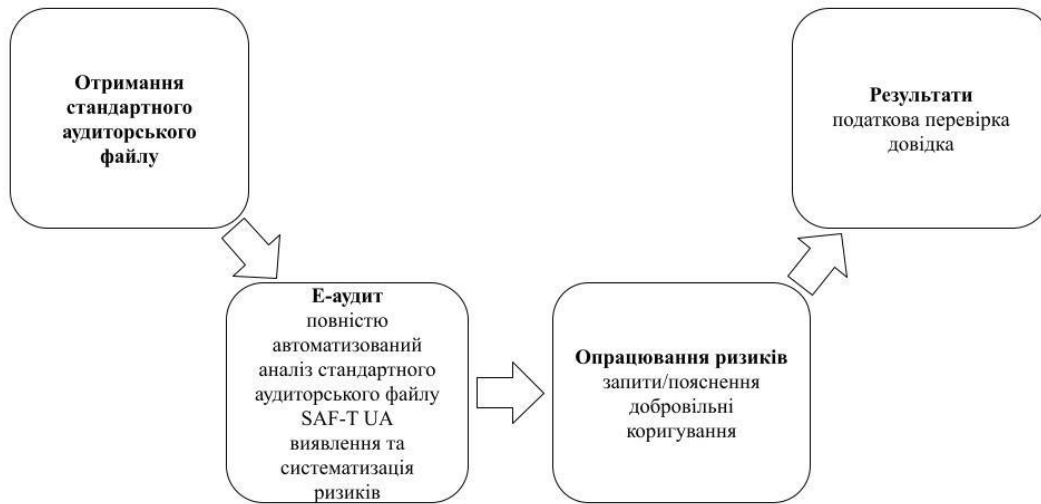 Отримання
стандартного
аудиторського
файлу
Е-аудит
повністю
автоматизований
аналіз стандартного
аудиторського файлу
SAF-T UA
виявлення та
систематизація
ризиків
Опрацювання ризиків
запити/пояснення
добровільні
коригування
Результати
податкова перевірка
довідка